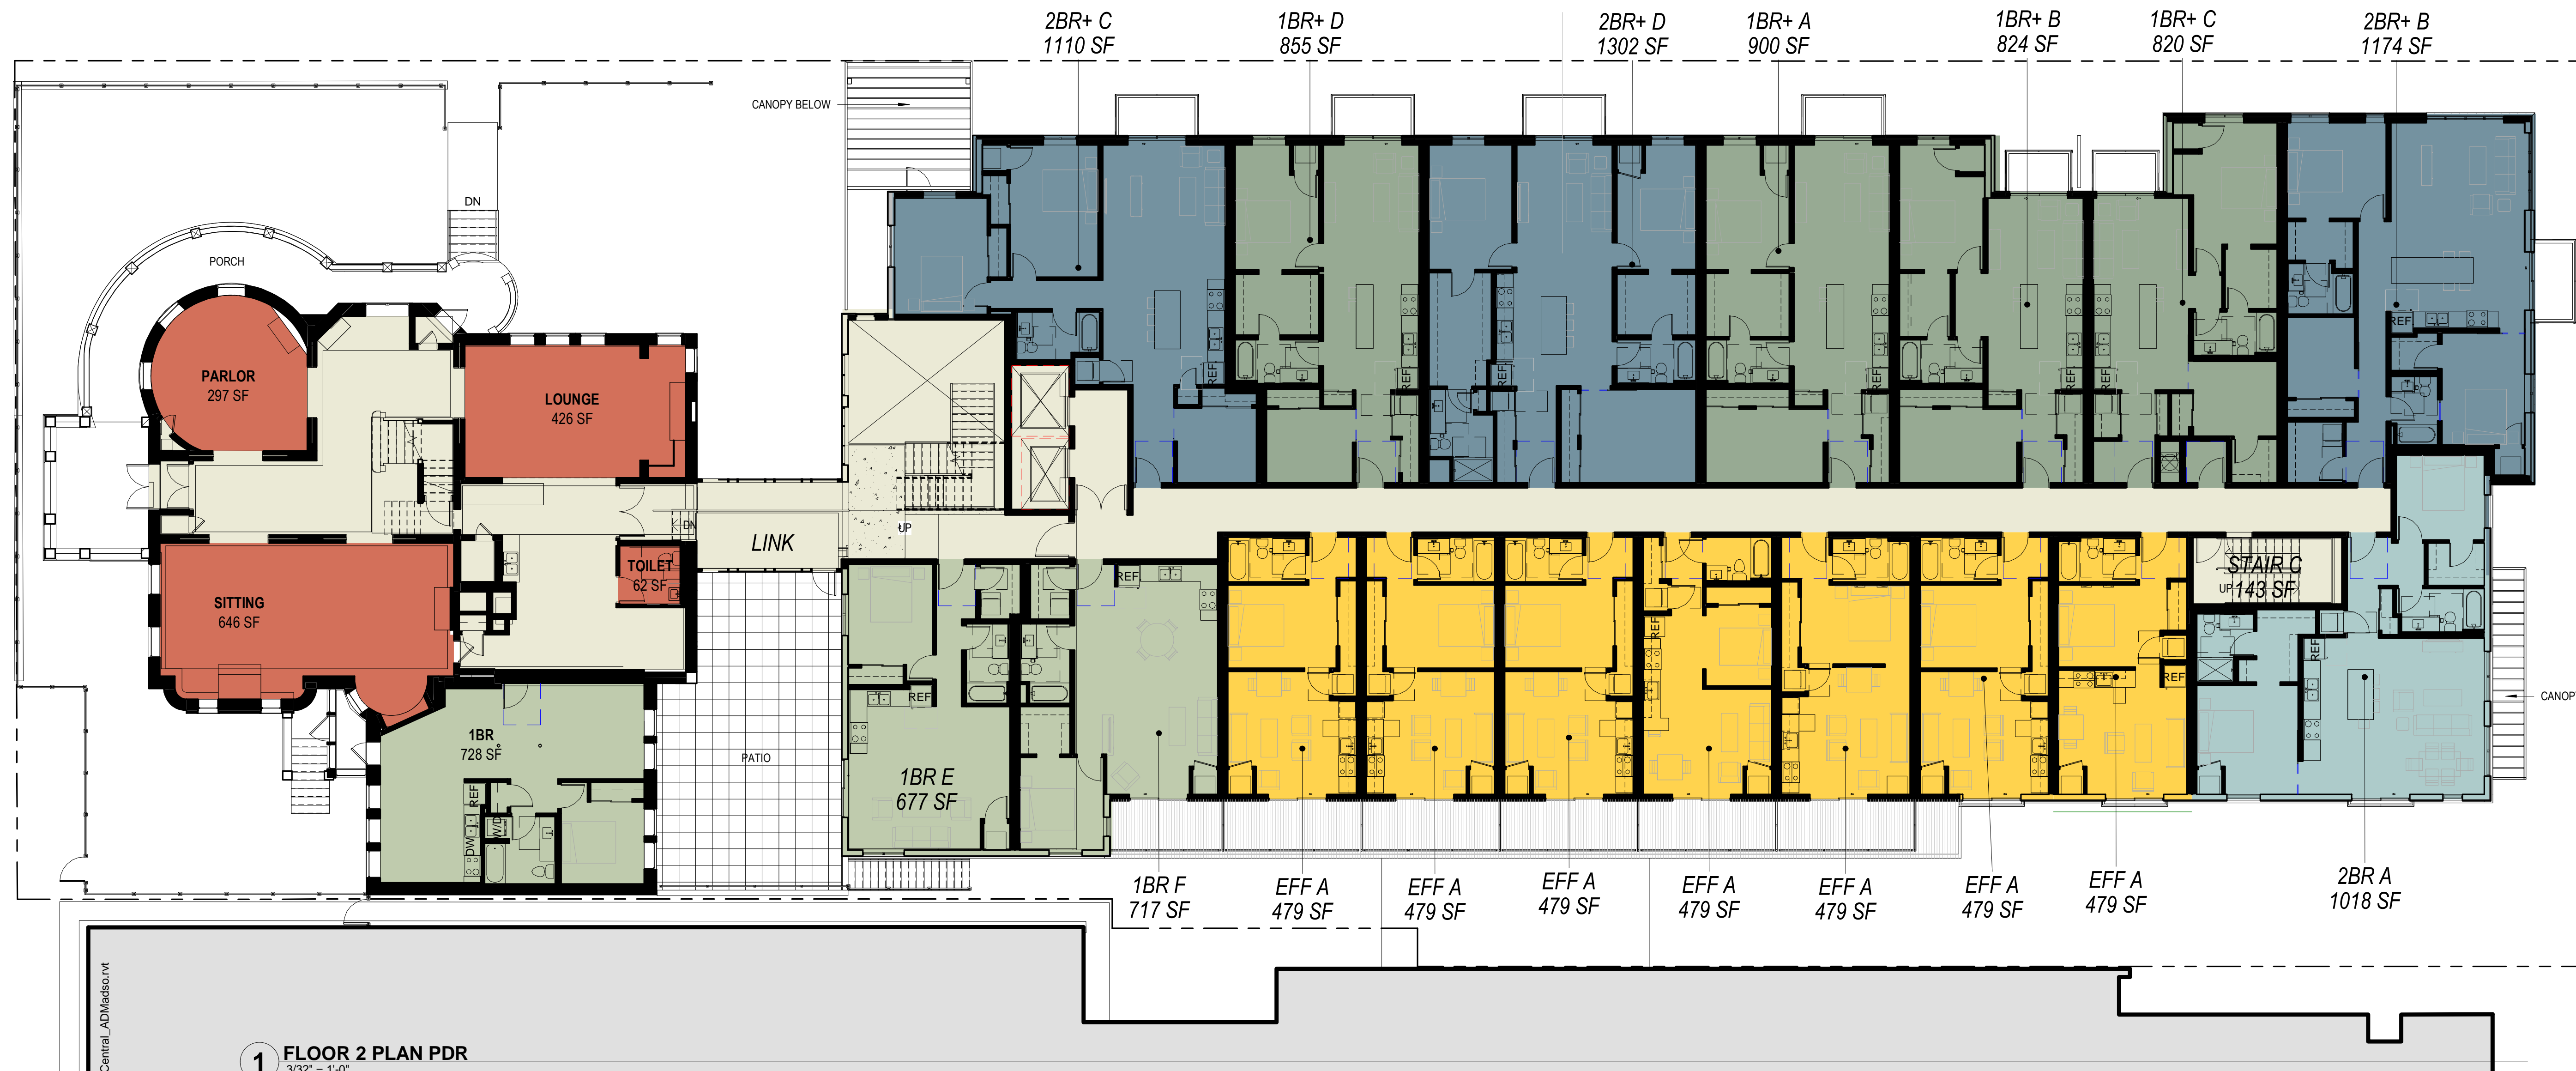 2BR+ C
1110 SF
1BR+ D
855 SF
2BR+ D
1302 SF
1BR+ A
900 SF
1BR+ B
824 SF
1BR+ C
820 SF
2BR+ B
1174 SF
CANOPY BELOW
DN
PORCH
PARLOR
297 SF
LOUNGE
426 SF
REF
REF
REF
REF
REF
REF
REF
DN
UP
LINK
TOILET
62 SF
SITTING
646 SF
STAIR C
UP
143 SF
REF
REF
REF
REF
REF
1BR
728 SF
PATIO
REF
W/D
DW
1BR E
677 SF
CANOP
1BR F
717 SF
EFF A
479 SF
EFF A
479 SF
EFF A
479 SF
EFF A
479 SF
EFF A
479 SF
EFF A
479 SF
EFF A
479 SF
2BR A
1018 SF
Central_ADMadso.rvt
1
FLOOR 2 PLAN PDR
3/32" = 1'-0"